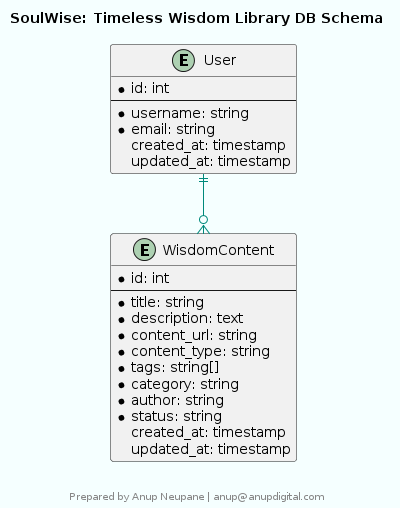 SoulWise: Timeless Wisdom Library DB Schema
E User
id: int
username: string
email: string
created_at: timestamp
updated_at: timestamp
E WisdomContent
id: int
title: string
description: text
content_url: string
content_type: string
tags: string[]
category: string
author: string
status: string
created_at: timestamp
updated_at: timestamp
Prepared by Anup Neupane | anup@anupdigital.com